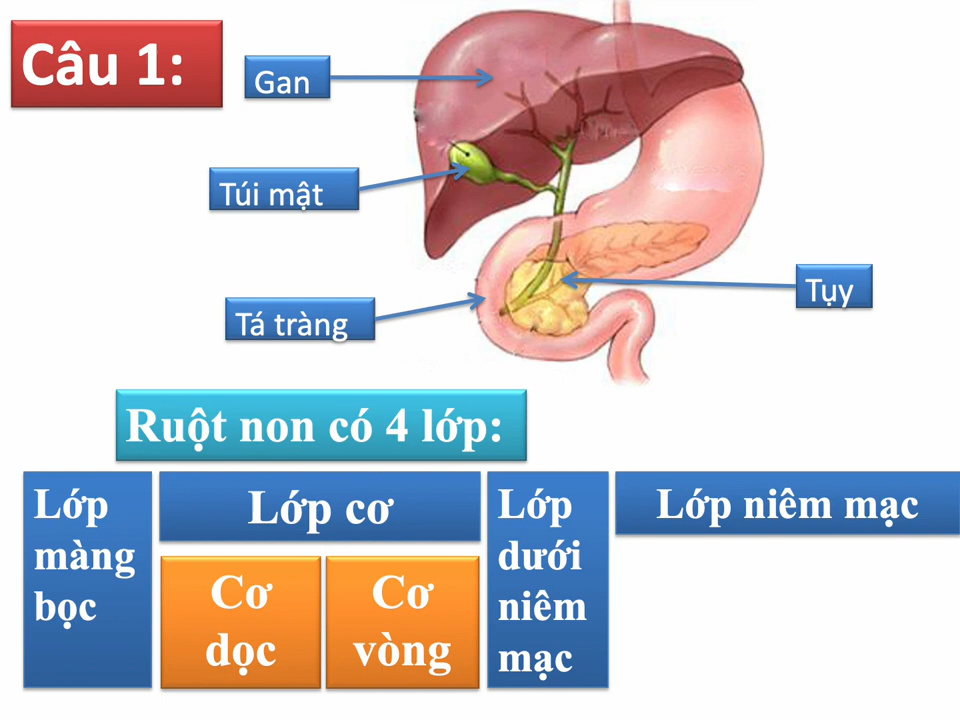 Câu 1:
Gan
Túi mật
Tụy
Tá tràng
Ruột non có 4 lớp:
Lớp
màng
bọc
Lớp cơ
Cơ
dọc
Cơ
vòng
Lớp
dưới
niêm
mạc
Lớp niêm mạc